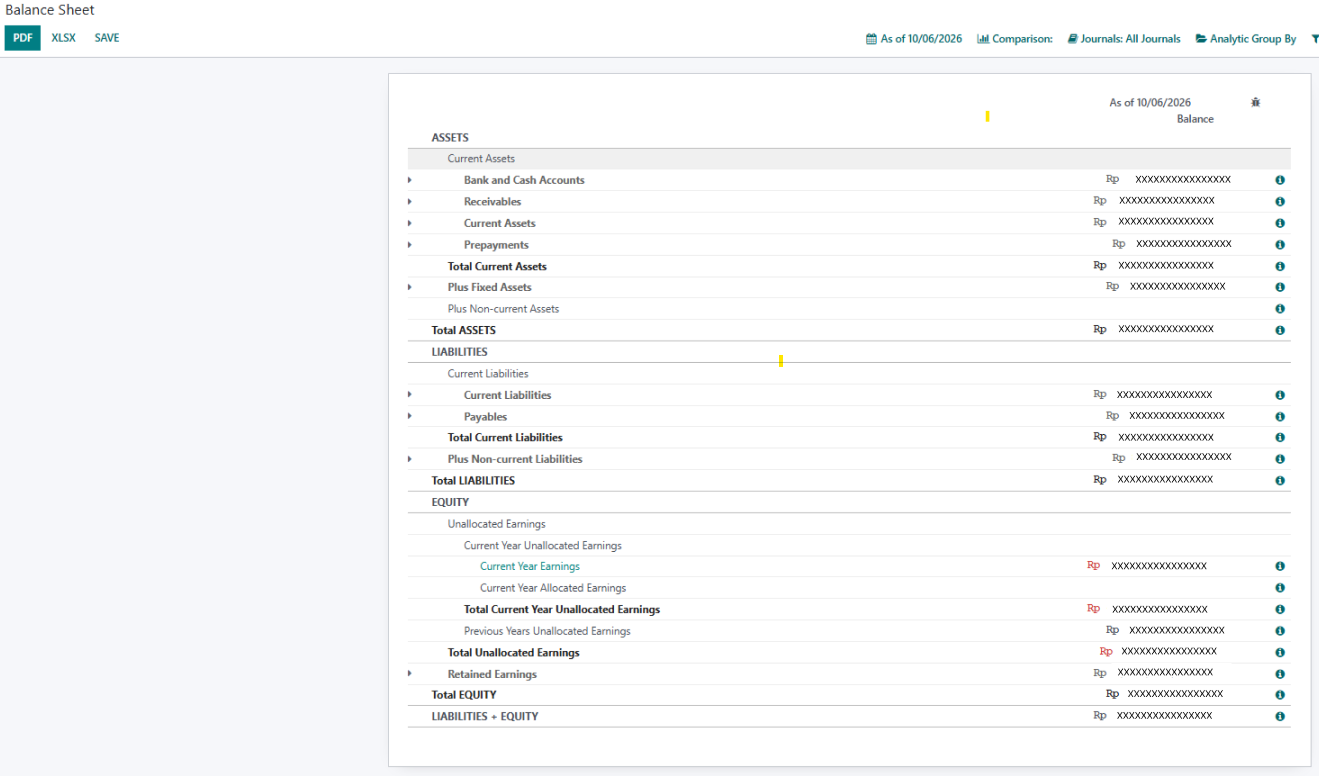 Balance Sheet
PDF XLSX SAVE As of 10/06/2026 Comparison: Journals: All Journals Analytic Group By
As of 10/06/2026
Balance
ASSETS
Current Assets
Bank and Cash Accounts Rp XXXXXXXXXXXXXXXX
Receivables Rp XXXXXXXXXXXXXXXX
Current Assets Rp XXXXXXXXXXXXXXXX
Prepayments Rp XXXXXXXXXXXXXXXX
Total Current Assets Rp XXXXXXXXXXXXXXXX
Plus Fixed Assets Rp XXXXXXXXXXXXXXXX
Plus Non-current Assets
Total ASSETS Rp XXXXXXXXXXXXXXXX
LIABILITIES
Current Liabilities
Current Liabilities Rp XXXXXXXXXXXXXXXX
Payables Rp XXXXXXXXXXXXXXXX
Total Current Liabilities Rp XXXXXXXXXXXXXXXX
Plus Non-current Liabilities Rp XXXXXXXXXXXXXXXX
Total LIABILITIES Rp XXXXXXXXXXXXXXXX
EQUITY
Unallocated Earnings
Current Year Unallocated Earnings
Current Year Earnings Rp XXXXXXXXXXXXXXXX
Current Year Allocated Earnings
Total Current Year Unallocated Earnings Rp XXXXXXXXXXXXXXXX
Previous Years Unallocated Earnings Rp XXXXXXXXXXXXXXXX
Total Unallocated Earnings Rp XXXXXXXXXXXXXXXX
Retained Earnings Rp XXXXXXXXXXXXXXXX
Total EQUITY Rp XXXXXXXXXXXXXXXX
LIABILITIES + EQUITY Rp XXXXXXXXXXXXXXXX